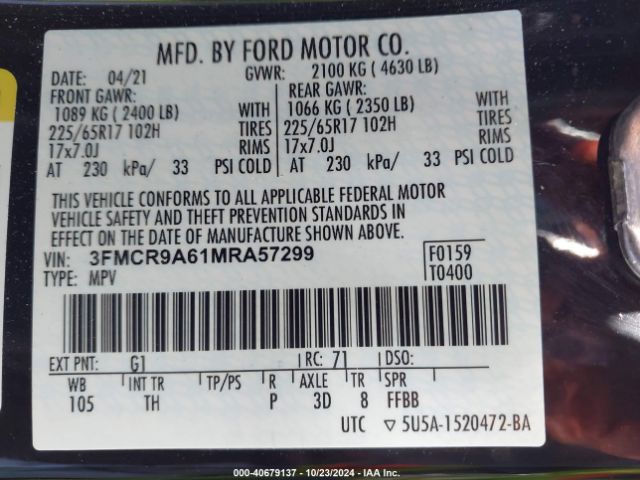 MFD. BY FORD MOTOR CO.
DATE: 04/21 GVWR: 2100 KG ( 4630 LB)
FRONT GAWR: REAR GAWR:
1089 KG ( 2400 LB) WITH 1066 KG ( 2350 LB) WITH
225/65R17 102H TIRES 225/65R17 102H TIRES
17x7.0J RIMS 17x7.0J RIMS
AT 230 kPa/ 33 PSI COLD AT 230 kPa/ 33 PSI COLD
THIS VEHICLE CONFORMS TO ALL APPLICABLE FEDERAL MOTOR
VEHICLE SAFETY AND THEFT PREVENTION STANDARDS IN
EFFECT ON THE DATE OF MANUFACTURE SHOWN ABOVE.
VIN: 3FMCR9A61MRA57299 F0159
TYPE: MPV T0400
EXT PNT: G1 RC: 71 DSO:
WB INT TR TP/PS R AXLE TR SPR
105 TH P 3D 8 FFBB
UTC ▽ 5U5A-1520472-BA
000-40679137 - 10/23/2024 - IAA Inc.